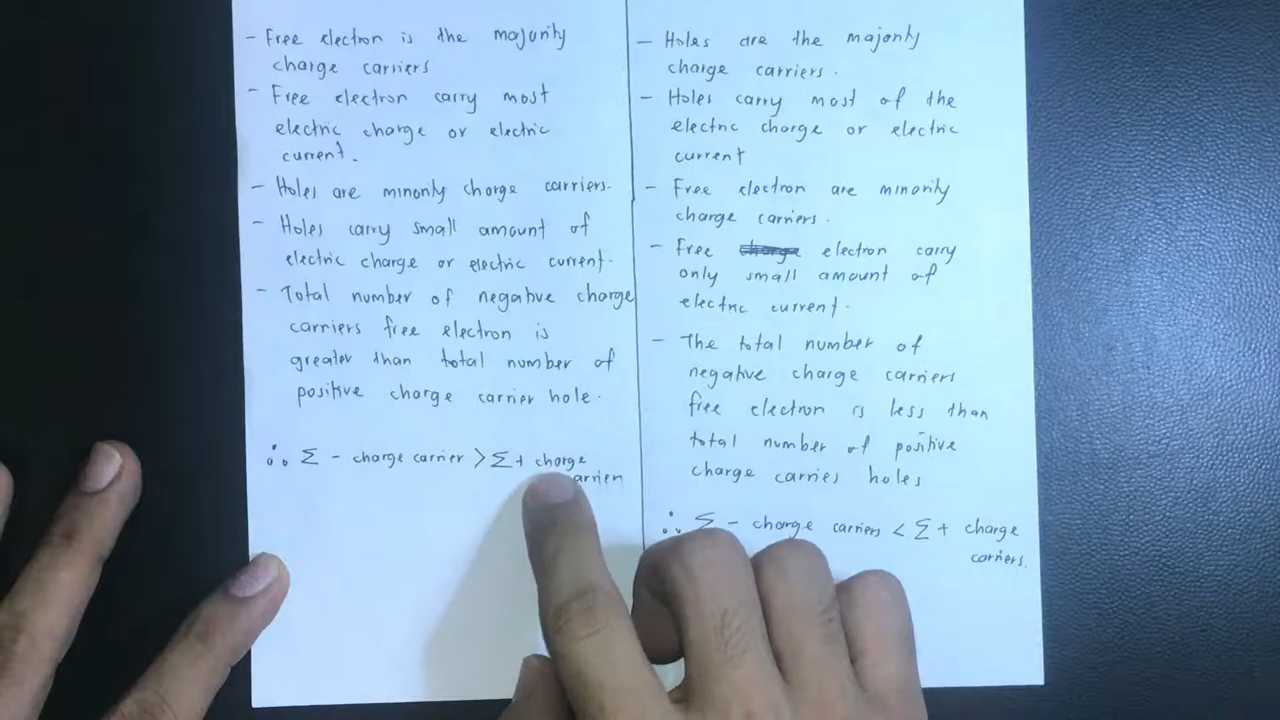 - Free electron is the majority
charge carriers
- Free electron carry most
electric charge or electric
current.
- Holes are minority charge carriers.
- Holes carry small amount of
electric charge or electric current.
- Total number of negative charge
carriers free electron is
greater than total number of
positive charge carrier hole.
∴ Σ - charge carrier > Σ + charge
- Holes are the majority
charge carriers.
- Holes carry most of the
electric charge or electric
current
- Free electron are minority
charge carriers.
- Free electron carry
only small amount of
electric current.
- The total number of
negative charge carriers
free electron is less than
total number of positive
charge carries holes
∴ Σ - charge carriers < Σ + charge
carriers.